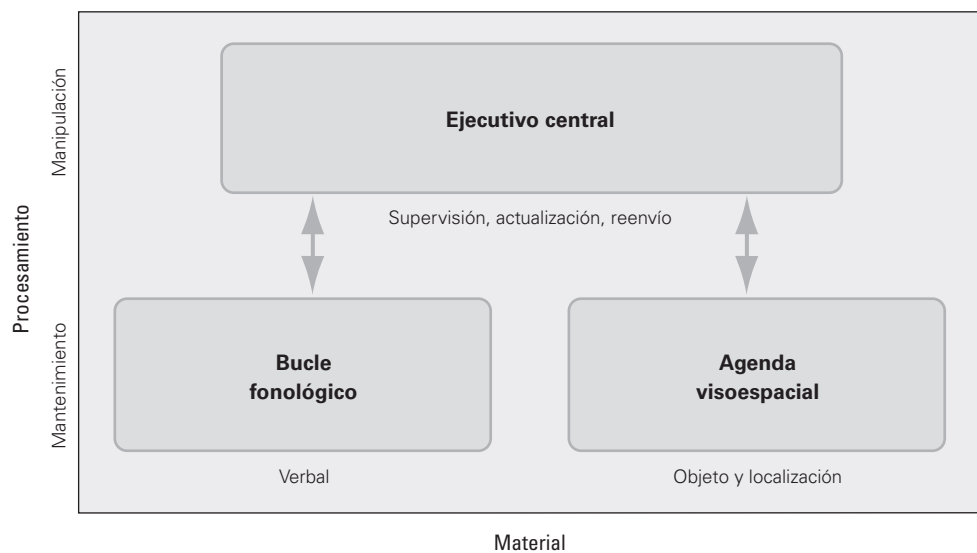 Procesamiento
Manipulación
Ejecutivo central
Supervisión, actualización, reenvío
Mantenimiento
Bucle
fonológico
Agenda
visoespacial
Verbal
Objeto y localización
Material